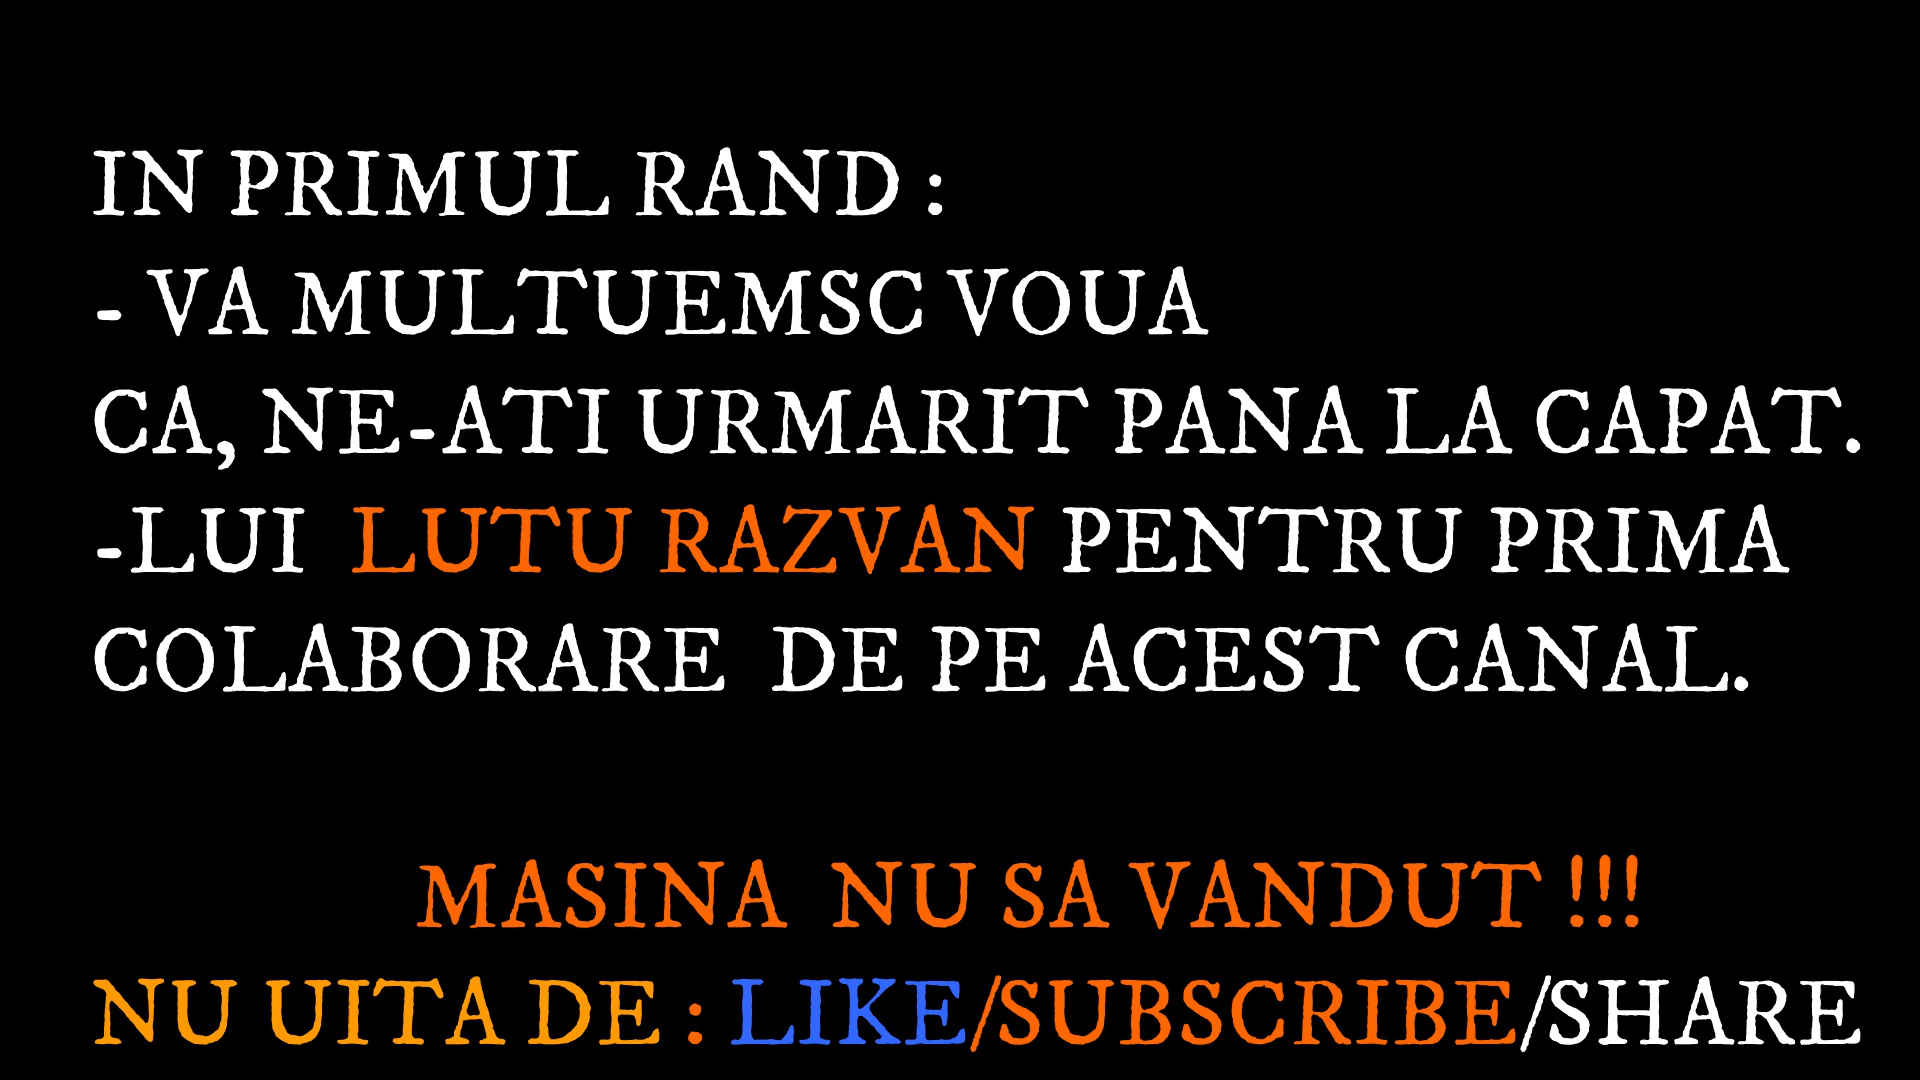 IN PRIMUL RAND :
- VA MULTUEMSC VOUA
CA, NE-ATI URMARIT PANA LA CAPAT.
-LUI LUTU RAZVAN PENTRU PRIMA
COLABORARE DE PE ACEST CANAL.
MASINA NU SA VANDUT !!!
NU UITA DE : LIKE/SUBSCRIBE/SHARE